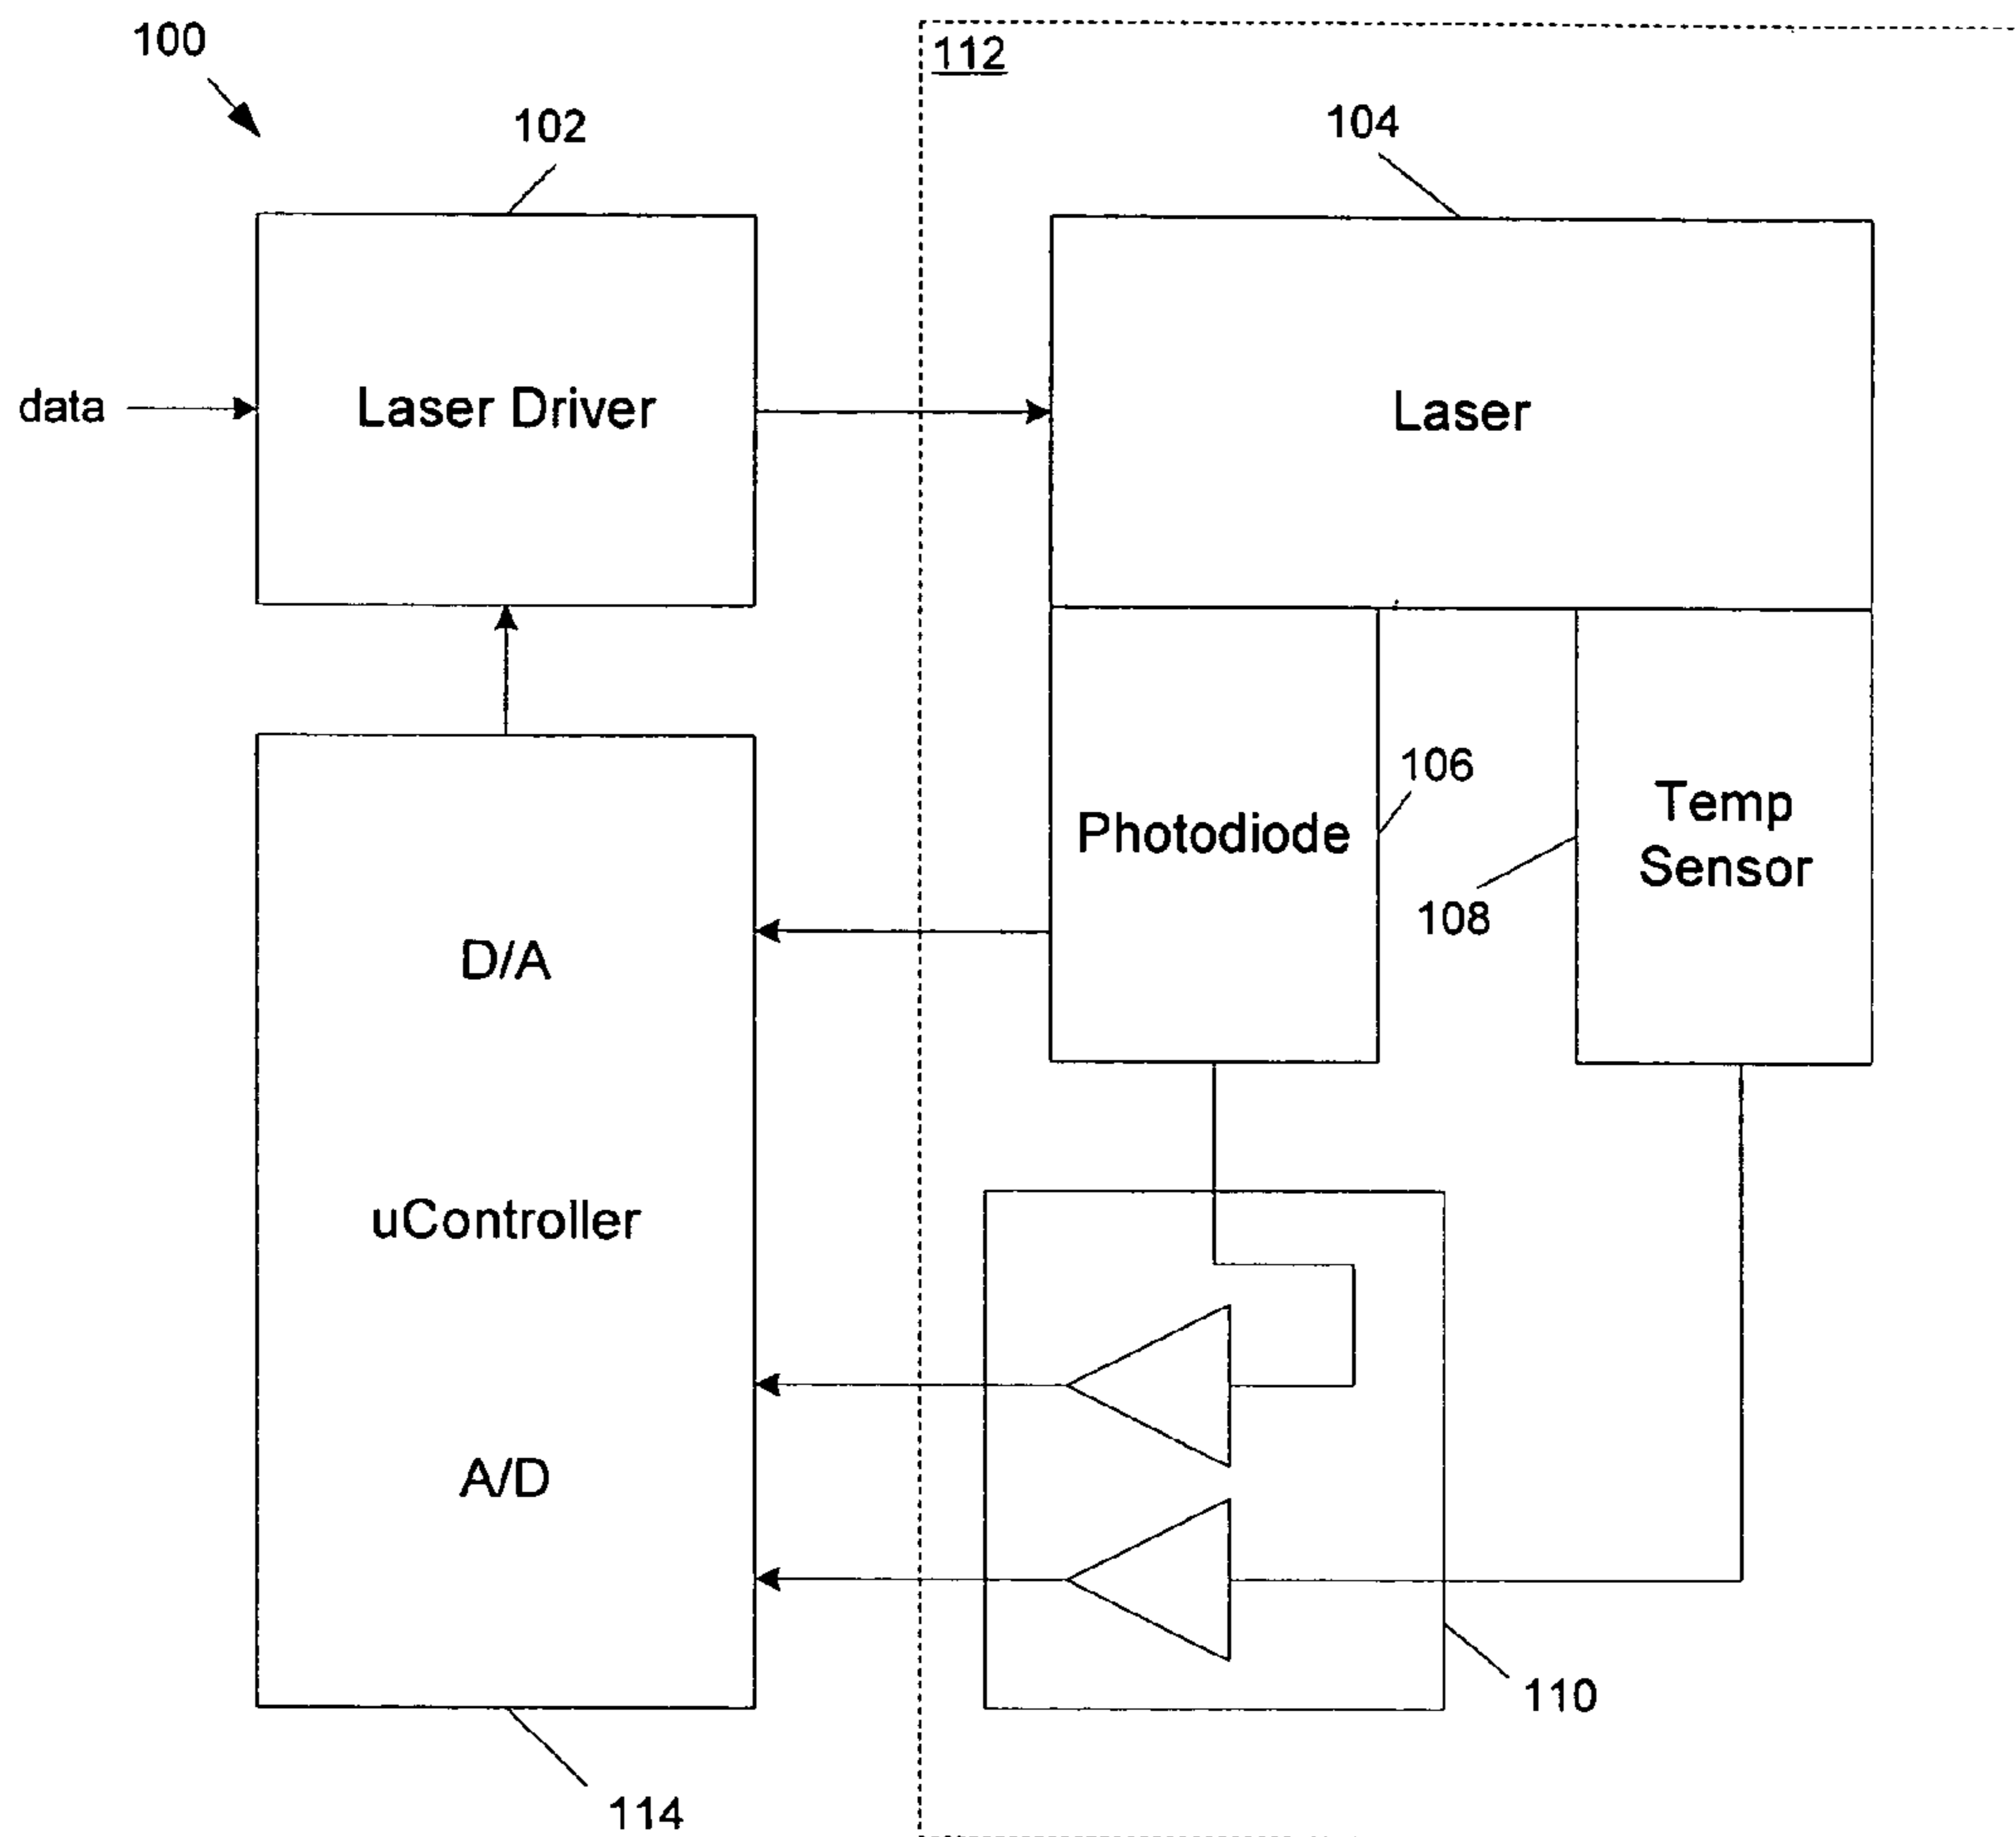 100
112
102
104
data
Laser Driver
Laser
106
Photodiode
Temp
Sensor
108
D/A
uController
A/D
110
114